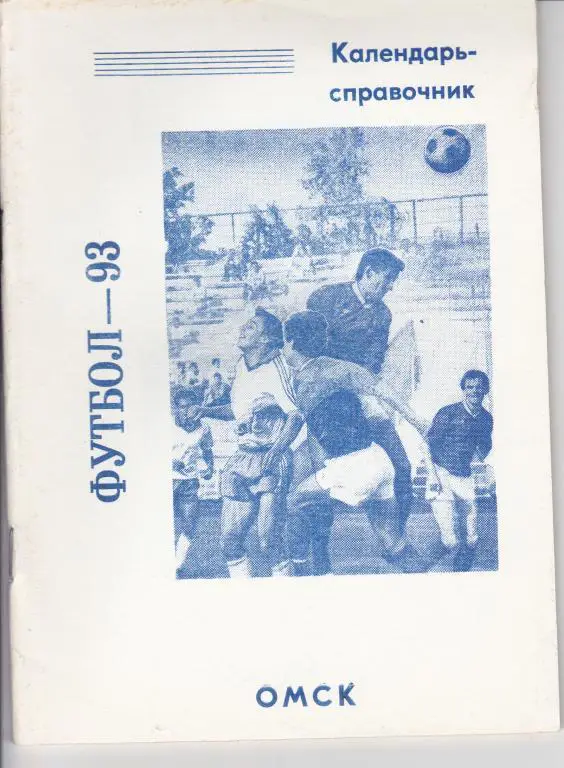 Календарь-
справочник
ФУТБОЛ—93
ОМСК